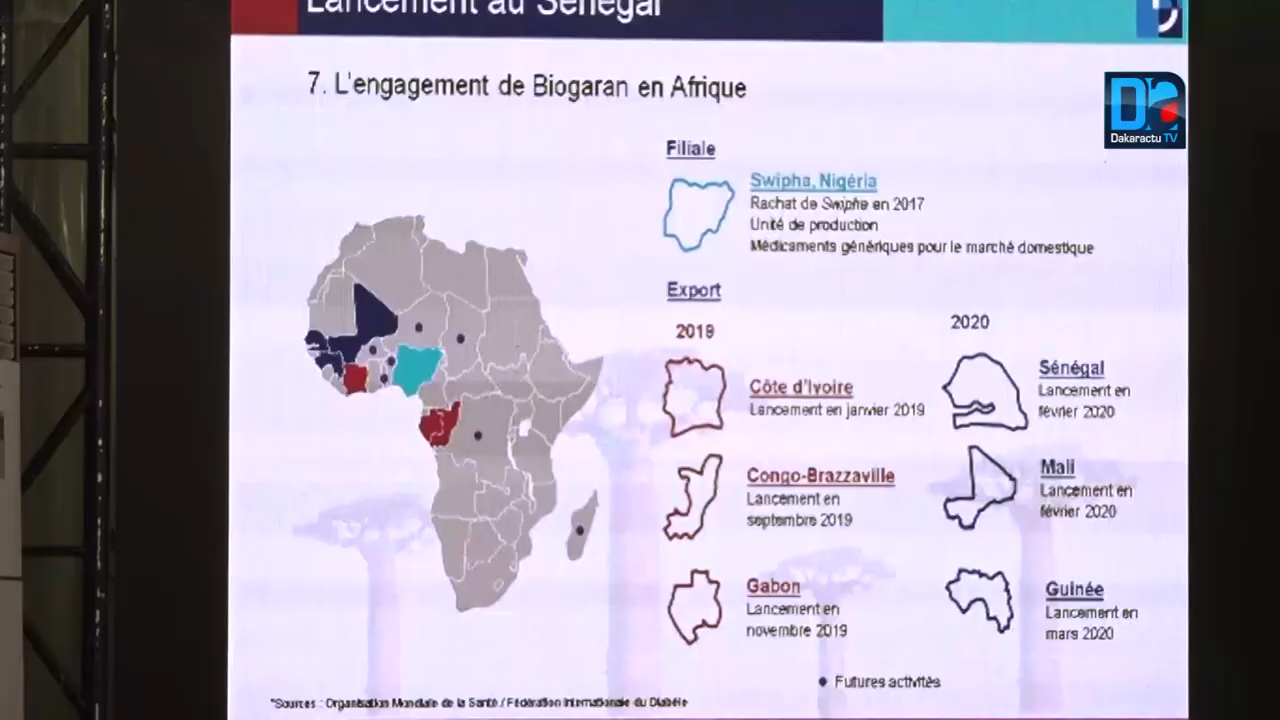 Lancement au Sénégal
7. L'engagement de Biogaran en Afrique
Dakaractu TV
Filiale
Swipha, Nigéria
Rachat de Swipha en 2017
Unité de production
Médicaments génériques pour le marché domestique
Export
2019
2020
Côte d'Ivoire
Lancement en janvier 2019
Sénégal
Lancement en
février 2020
Congo-Brazzaville
Lancement en
septembre 2019
Mali
Lancement en
février 2020
Gabon
Lancement en
novembre 2019
Guinée
Lancement en
mars 2020
• Futures activités
*Sources : Organisation Mondiale de la Santé / Fédération Internationale du Diabète